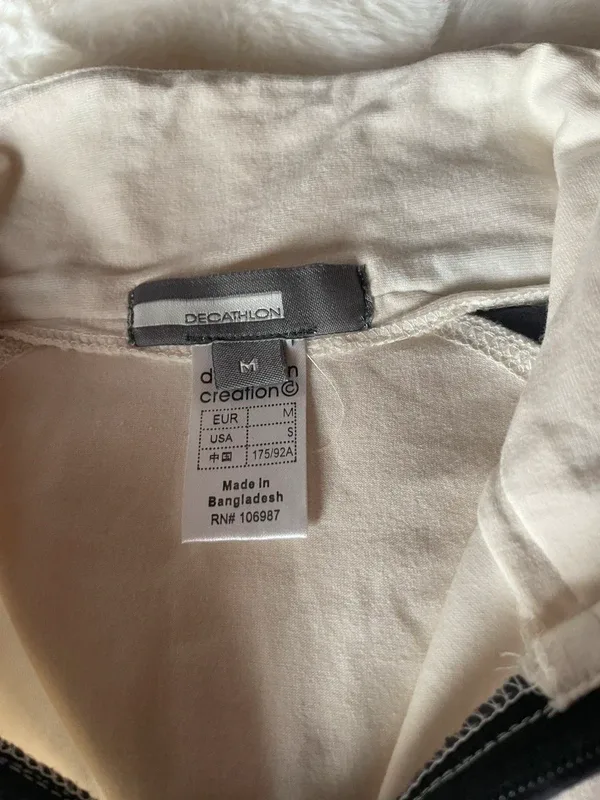 DECATHLON
M
creation©
EUR M
USA S
中国 175/92A
Made in
Bangladesh
RN# 106987